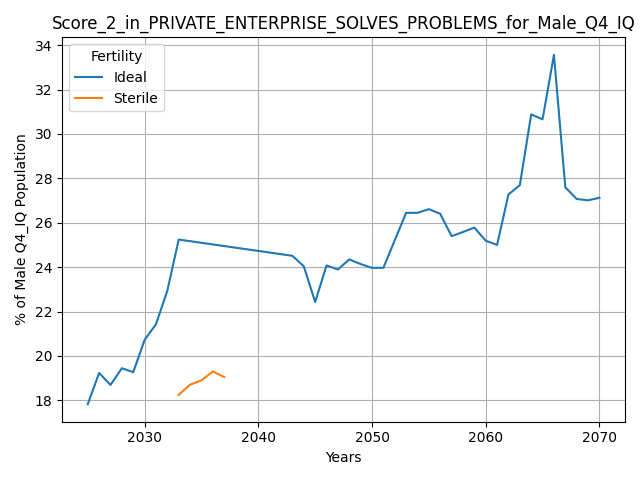 Score_2_in_PRIVATE_ENTERPRISE_SOLVES_PROBLEMS_for_Male_Q4_IQ
Fertility
Ideal
Sterile
% of Male Q4_IQ Population
34
32
30
28
26
24
22
20
18
2030
2040
2050
2060
2070
Years